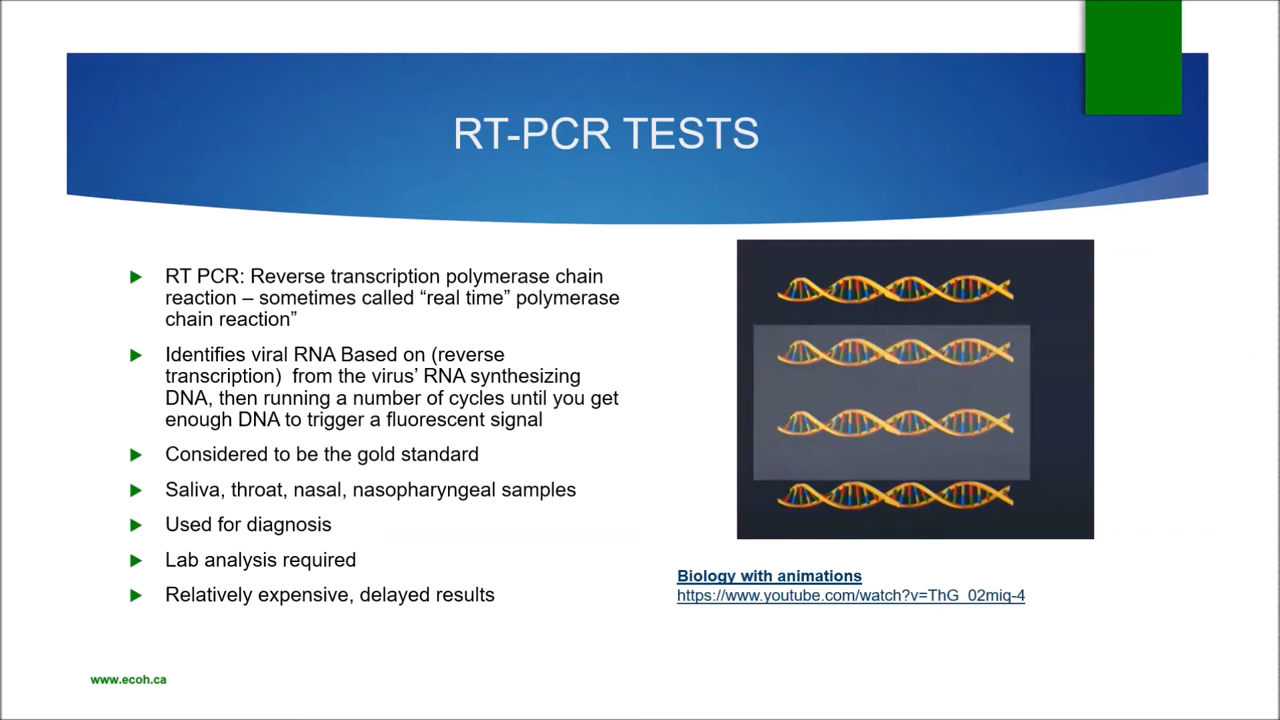 RT-PCR TESTS
RT PCR: Reverse transcription polymerase chain
reaction – sometimes called “real time” polymerase
chain reaction”
Identifies viral RNA Based on (reverse
transcription)  from the virus’ RNA synthesizing
DNA, then running a number of cycles until you get
enough DNA to trigger a fluorescent signal
Considered to be the gold standard
Saliva, throat, nasal, nasopharyngeal samples
Used for diagnosis
Lab analysis required
Relatively expensive, delayed results
Biology with animations
https://www.youtube.com/watch?v=ThG_02miq-4
www.ecoh.ca